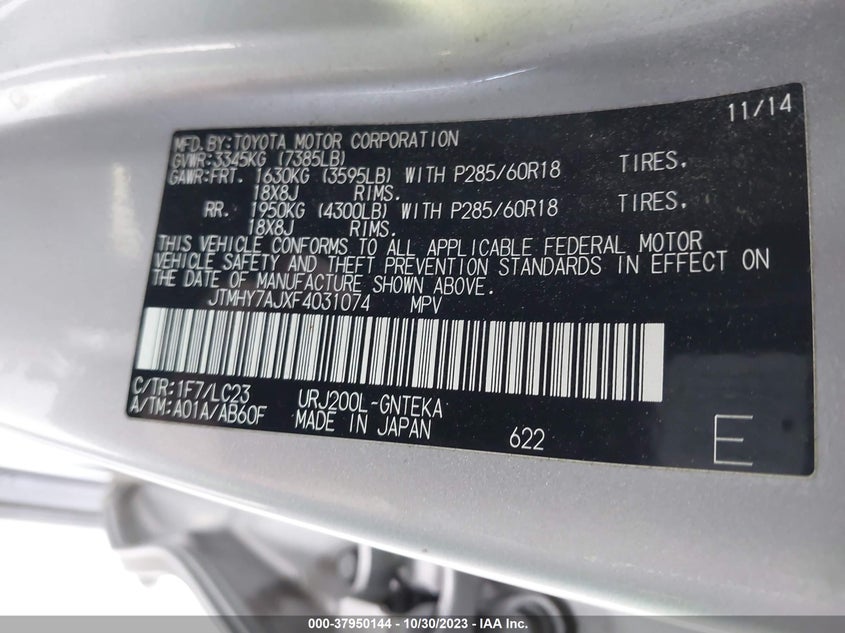 11/14
MFD.BY:TOYOTA MOTOR CORPORATION
GVWR:3345KG (7385LB)
GAWR:FRT. 1630KG (3595LB) WITH P285/60R18 TIRES.
18X8J RIMS.
RR. 1950KG (4300LB) WITH P285/60R18 TIRES.
18X8J RIMS.
THIS VEHICLE CONFORMS TO ALL APPLICABLE FEDERAL MOTOR
VEHICLE SAFETY AND THEFT PREVENTION STANDARDS IN EFFECT ON
THE DATE OF MANUFACTURE SHOWN ABOVE.
JTMHY7AJXF4031074 MPV
C/TR:1F7/LC23 URJ200L-GNTEKA
A/TM:A01A/AB60F MADE IN JAPAN 622
E
000-37950144 - 10/30/2023 - IAA Inc.